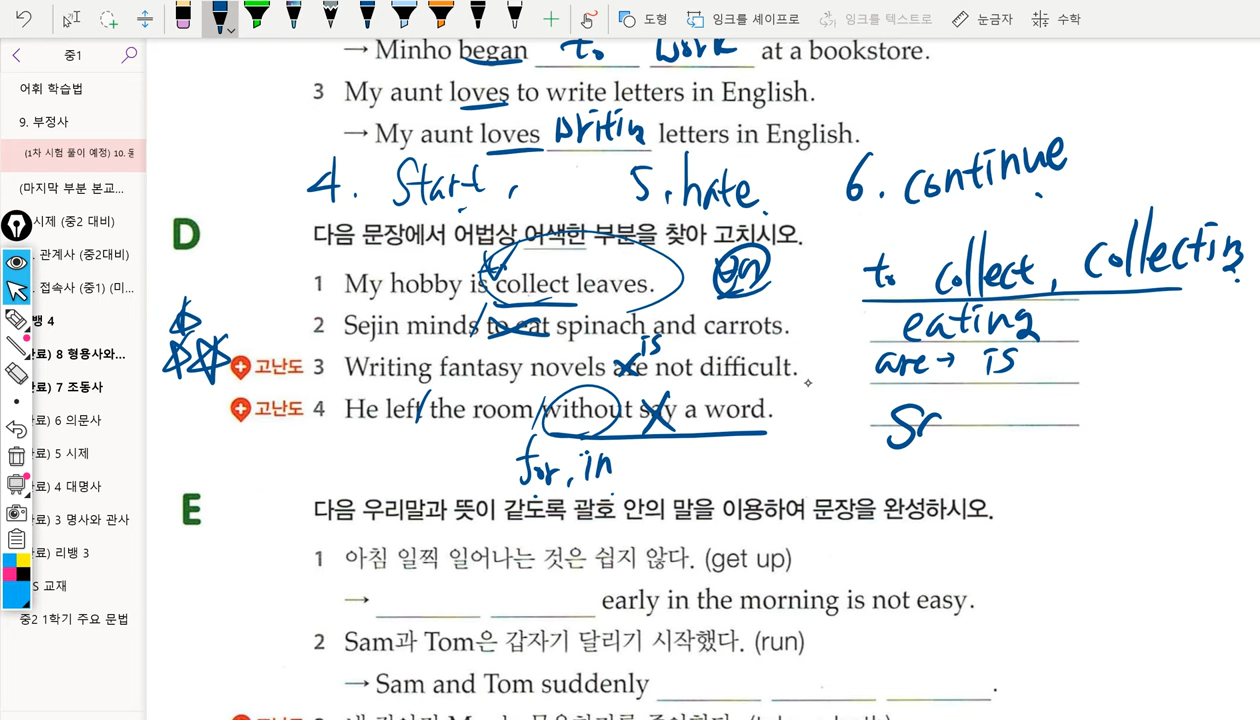 도형
잉크를 셰이프로
잉크를 텍스트로
눈금자
수학
중1
어휘 학습법
9. 부정사
(1차 시험 풀이 예정) 10. 동
(마지막 부분 본교...
시제 (중2 대비)
관계사 (중2대비)
접속사 (중1) (미...
뱅 4
료) 8 형용사와...
료) 7 조동사
료) 6 의문사
료) 5 시제
료) 4 대명사
료) 3 명사와 관사
료) 리뱅 3
S 교재
중2 1학기 주요 문법
→ Minho began to work at a bookstore.
3 My aunt loves to write letters in English.
→ My aunt loves writin letters in English.
4. Start, 5. hate 6. continue
D 다음 문장에서 어법상 어색한 부분을 찾아 고치시오.
1 My hobby is collect leaves. to collect, collectin
2 Sejin minds to eat spinach and carrots. eating
is
고난도 3 Writing fantasy novels are not difficult. are → is
고난도 4 He left the room without say a word. sa
for, in
E 다음 우리말과 뜻이 같도록 괄호 안의 말을 이용하여 문장을 완성하시오.
1 아침 일찍 일어나는 것은 쉽지 않다. (get up)
→ early in the morning is not easy.
2 Sam과 Tom은 갑자기 달리기 시작했다. (run)
→ Sam and Tom suddenly .